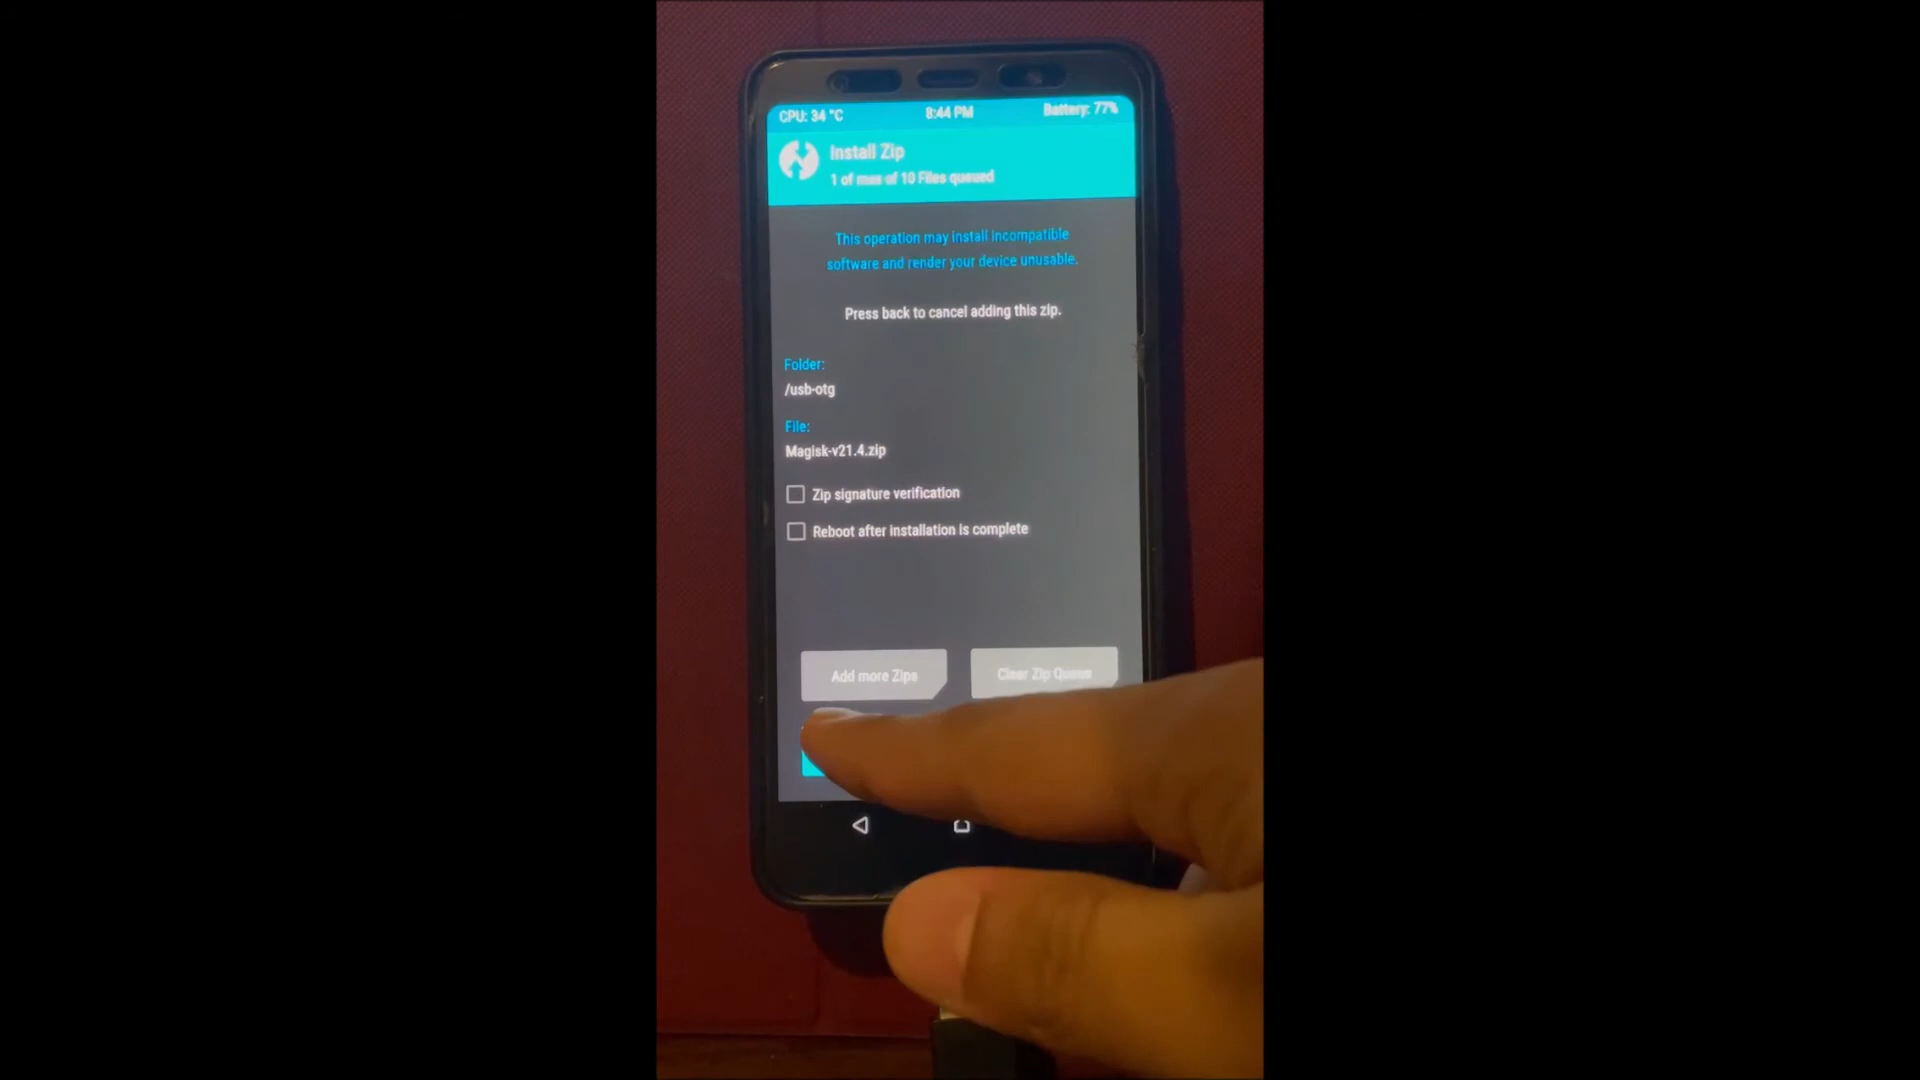 CPU: 34 °C 8:44 PM Battery: 77%
Install Zip
1 of max of 10 Files queued
This operation may install incompatible
software and render your device unusable.
Press back to cancel adding this zip.
Folder:
/usb-otg
File:
Magisk-v21.4.zip
Zip signature verification
Reboot after installation is complete
Add more Zips Clear Zip Queue